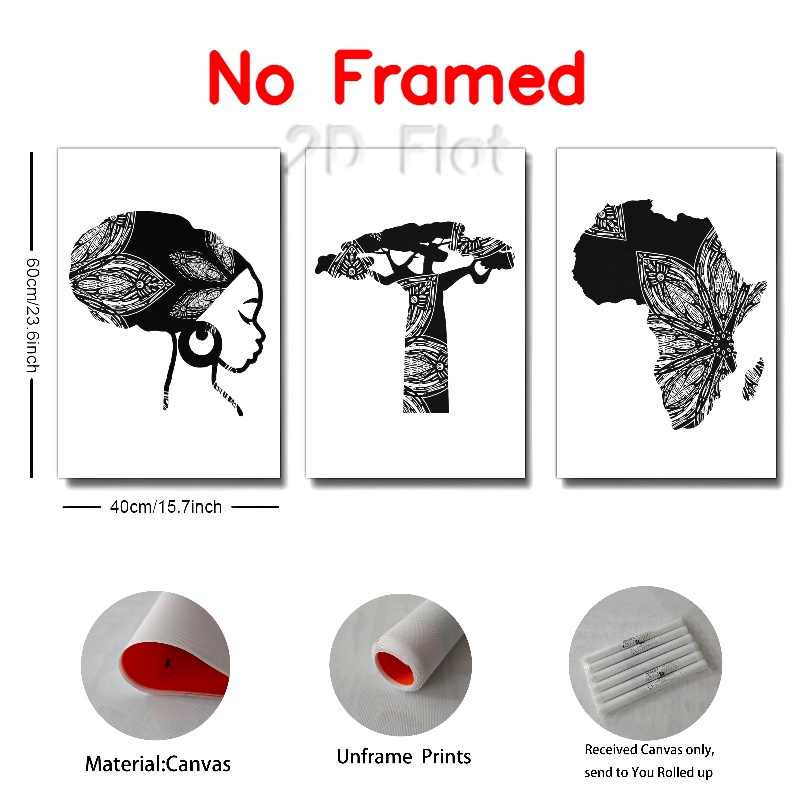 No Framed
2D Flat
60cm/23.6inch
40cm/15.7inch
Material:Canvas
Unframe Prints
Received Canvas only,
send to You Rolled up